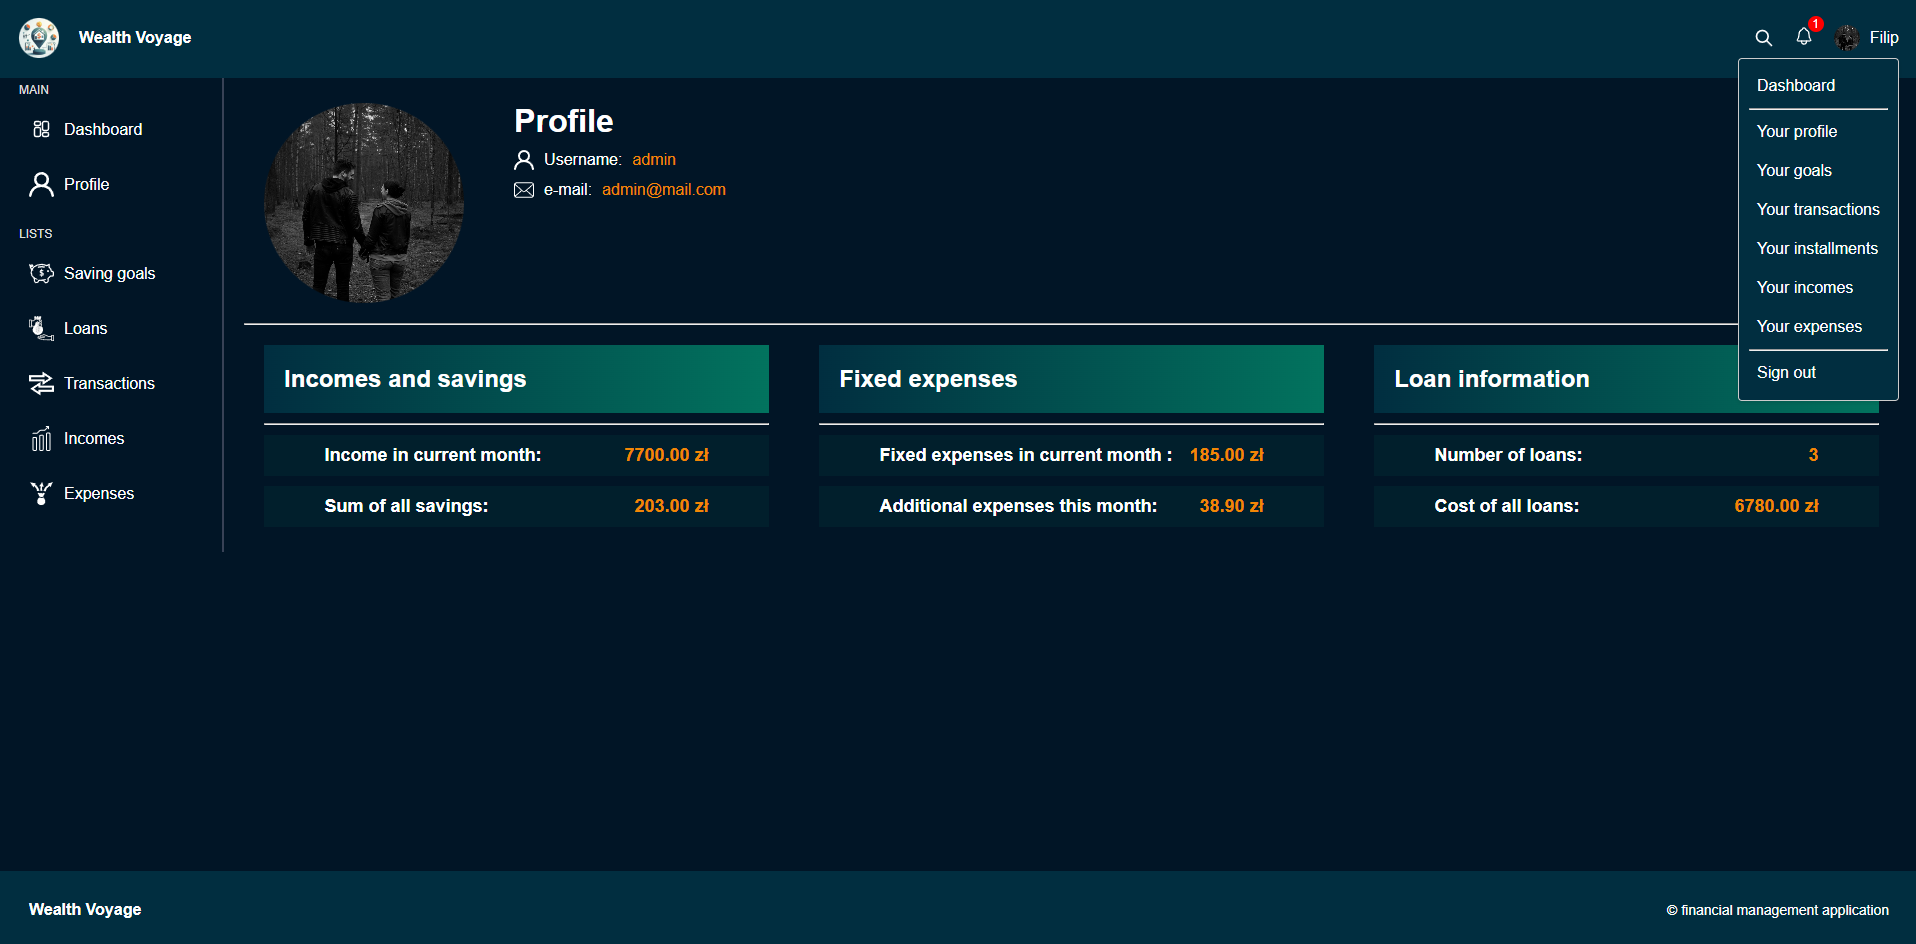 Wealth Voyage
1
Filip
Dashboard
Your profile
Your goals
Your transactions
Your installments
Your incomes
Your expenses
Sign out
MAIN
Dashboard
Profile
LISTS
Saving goals
Loans
Transactions
Incomes
Expenses
Profile
Username: admin
e-mail: admin@mail.com
Incomes and savings
Income in current month: 7700.00 zł
Sum of all savings: 203.00 zł
Fixed expenses
Fixed expenses in current month : 185.00 zł
Additional expenses this month: 38.90 zł
Loan information
Number of loans: 3
Cost of all loans: 6780.00 zł
Wealth Voyage
© financial management application